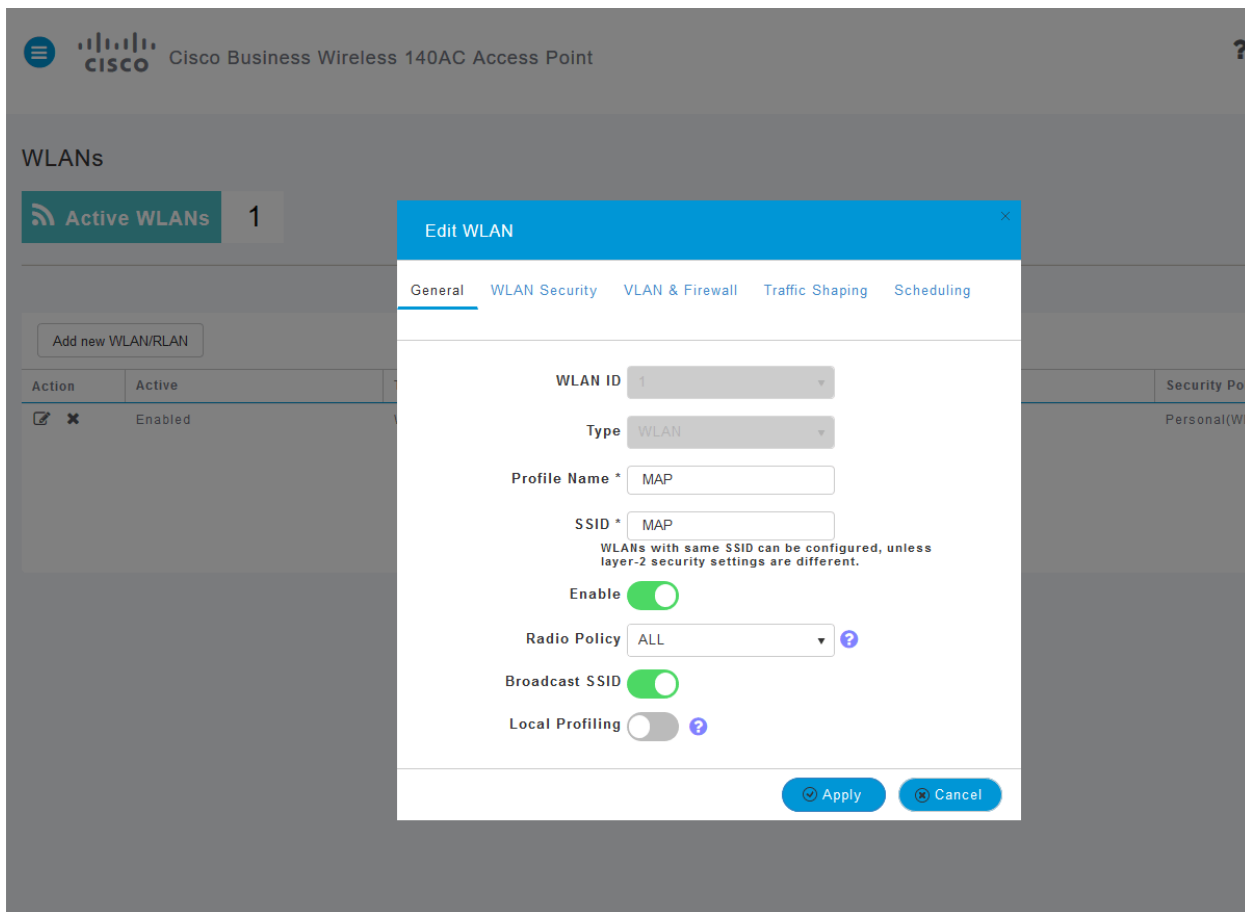 CISCO Cisco Business Wireless 140AC Access Point ?
WLANs
Active WLANs 1
Edit WLAN
General WLAN Security VLAN & Firewall Traffic Shaping Scheduling
Add new WLAN/RLAN
Action Active Security Po
Enabled Personal(W
WLAN ID 1
Type WLAN
Profile Name * MAP
SSID * MAP
WLANs with same SSID can be configured, unless
layer-2 security settings are different.
Enable
Radio Policy ALL ?
Broadcast SSID
Local Profiling ?
Apply Cancel